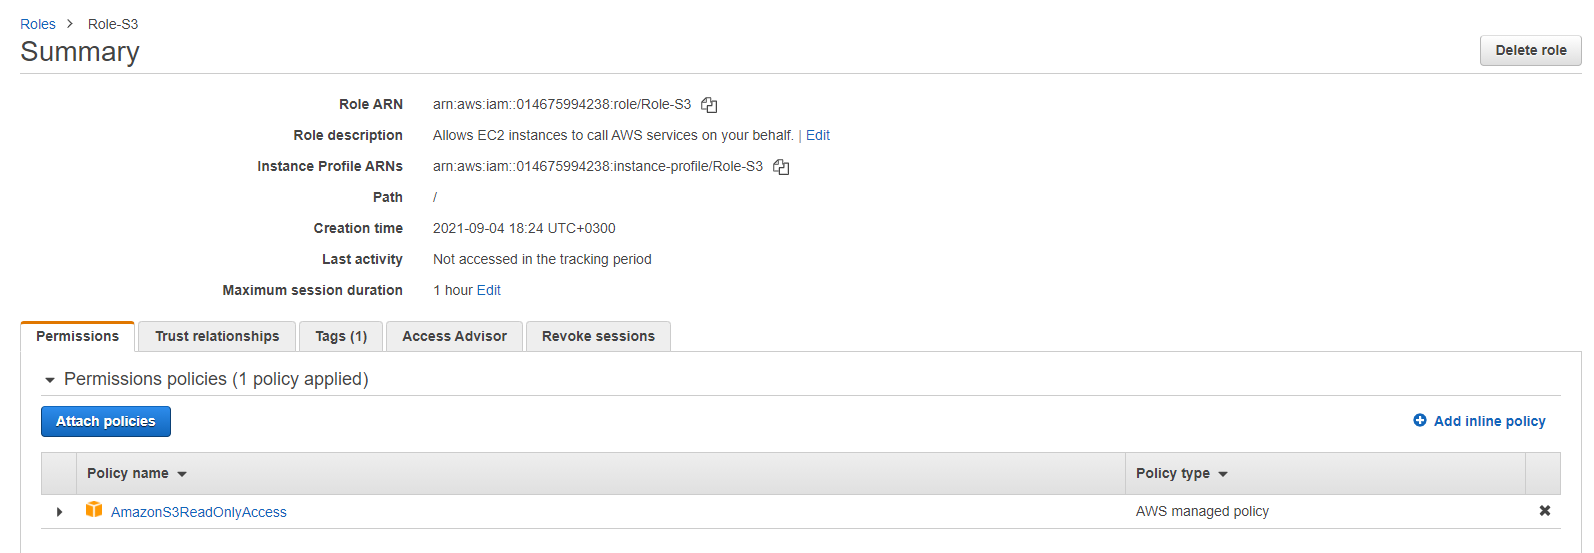 Roles > Role-S3
Summary
Delete role
Role ARN arn:aws:iam::014675994238:role/Role-S3
Role description Allows EC2 instances to call AWS services on your behalf. | Edit
Instance Profile ARNs arn:aws:iam::014675994238:instance-profile/Role-S3
Path /
Creation time 2021-09-04 18:24 UTC+0300
Last activity Not accessed in the tracking period
Maximum session duration 1 hour Edit
Permissions Trust relationships Tags (1) Access Advisor Revoke sessions
Permissions policies (1 policy applied)
Attach policies Add inline policy
Policy name Policy type
AmazonS3ReadOnlyAccess AWS managed policy